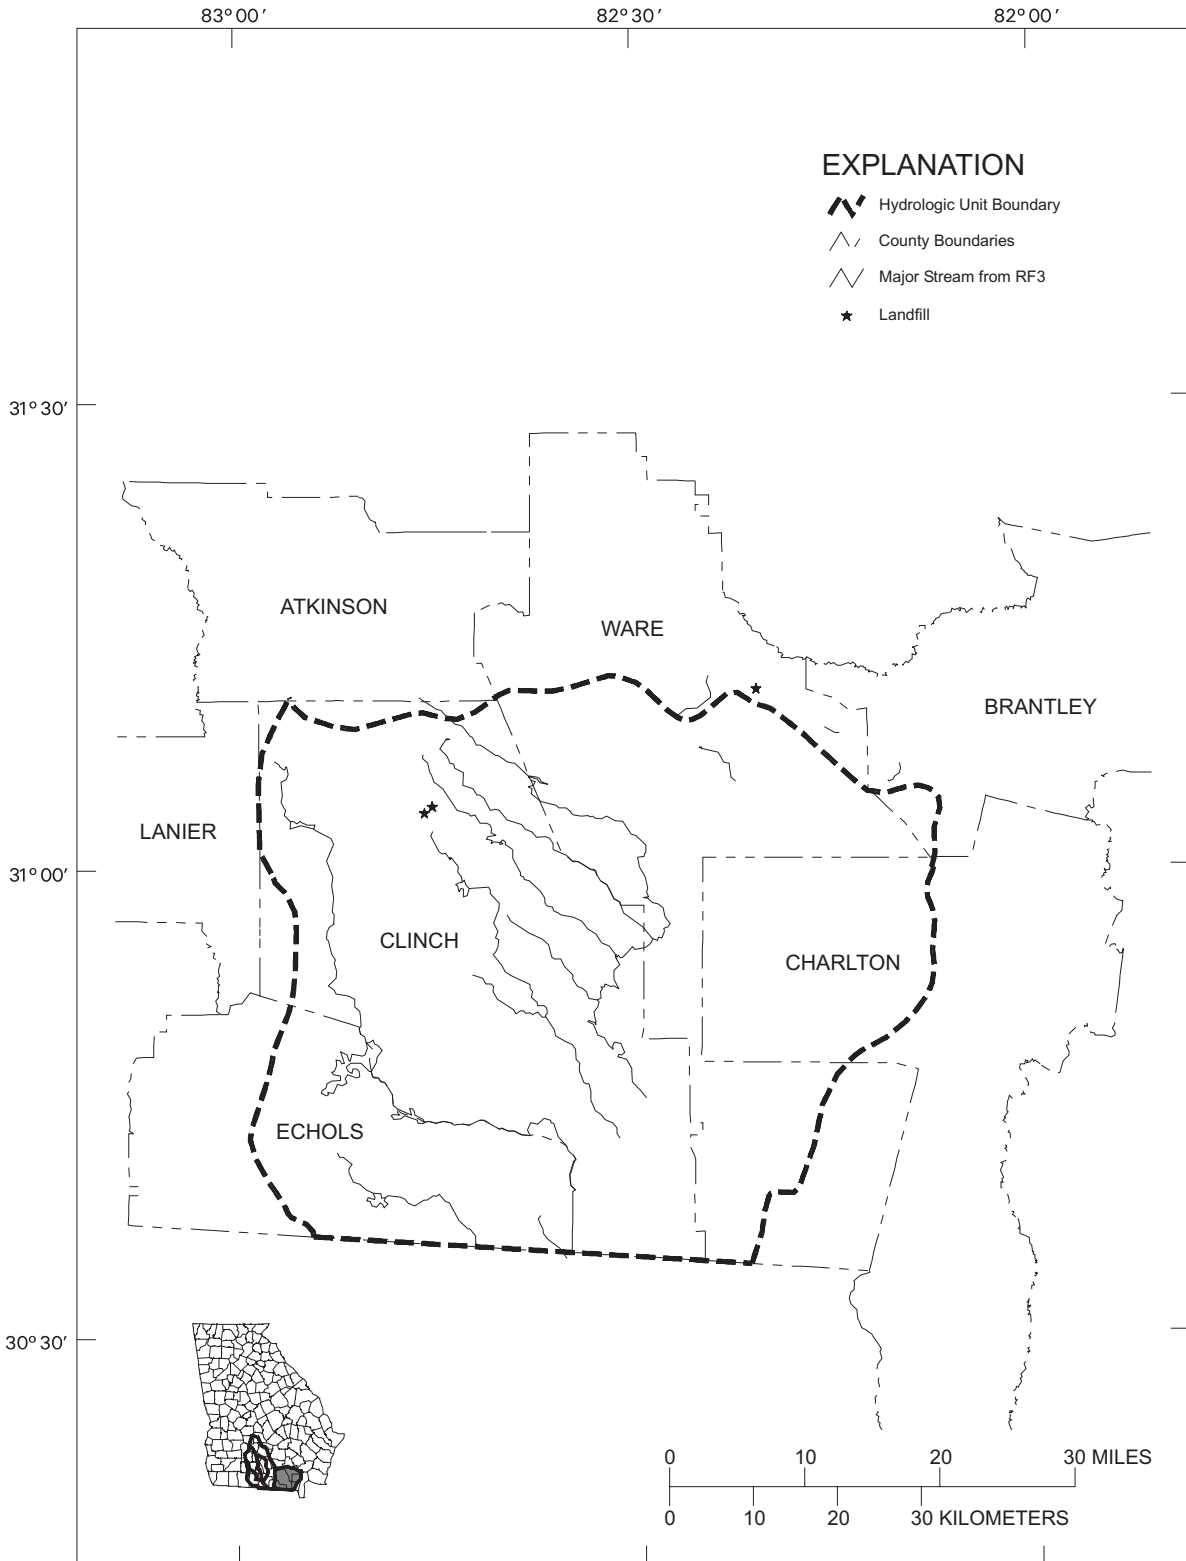 83° 00′ 82° 30′ 82° 00′
EXPLANATION
Hydrologic Unit Boundary
County Boundaries
Major Stream from RF3
Landfill
31° 30′
ATKINSON
WARE
BRANTLEY
LANIER
31° 00′
CLINCH
CHARLTON
ECHOLS
30° 30′
0 10 20 30 MILES
0 10 20 30 KILOMETERS